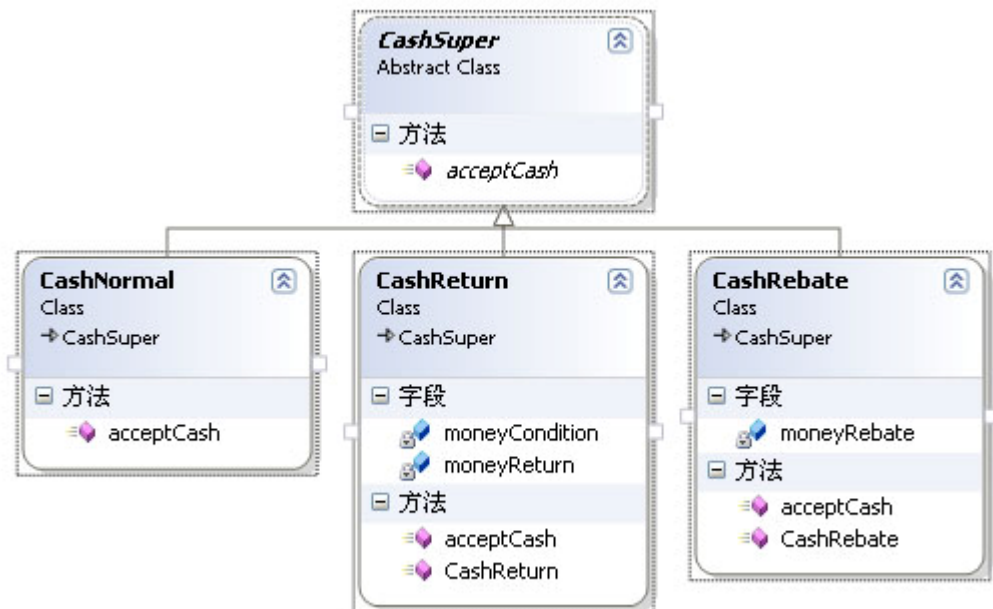 CashSuper
Abstract Class
方法
acceptCash
CashNormal
Class
CashSuper
方法
acceptCash
CashReturn
Class
CashSuper
字段
moneyCondition
moneyReturn
方法
acceptCash
CashReturn
CashRebate
Class
CashSuper
字段
moneyRebate
方法
acceptCash
CashRebate